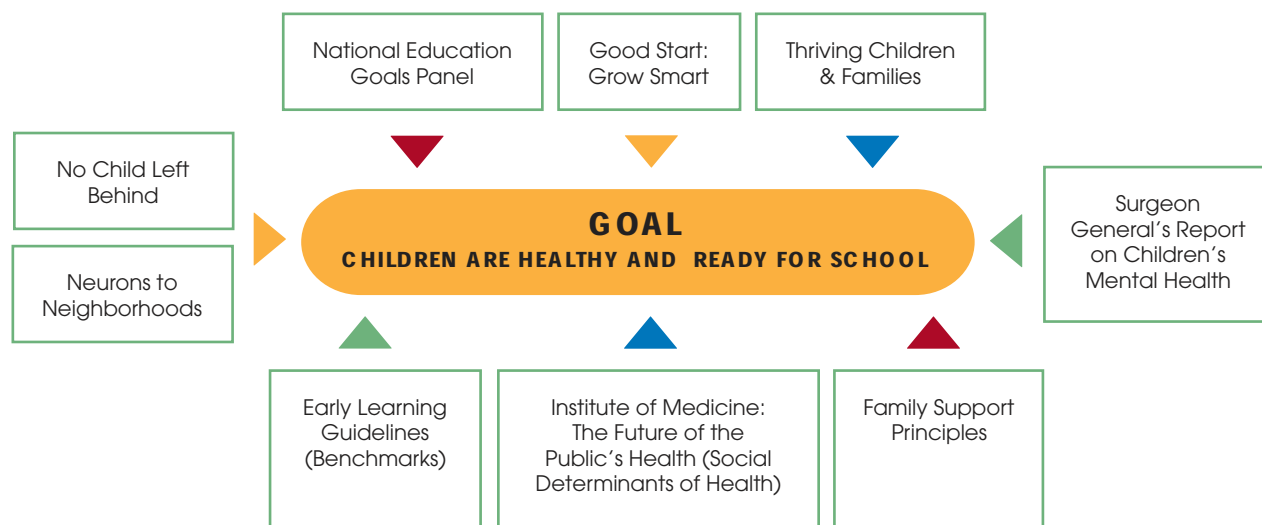 National Education
Goals Panel
Good Start:
Grow Smart
Thriving Children
& Families
No Child Left
Behind
Neurons to
Neighborhoods
GOAL
CHILDREN ARE HEALTHY AND READY FOR SCHOOL
Surgeon
General’s Report
on Children’s
Mental Health
Early Learning
Guidelines
(Benchmarks)
Institute of Medicine:
The Future of the
Public’s Health (Social
Determinants of Health)
Family Support
Principles